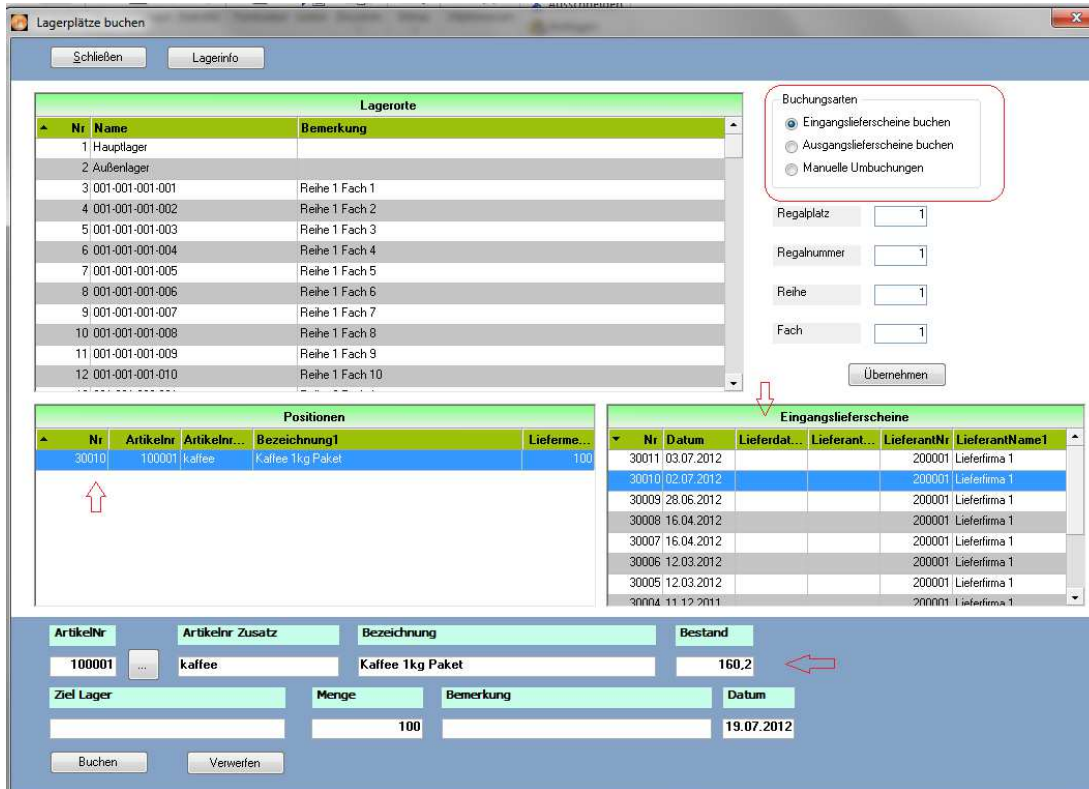 Ausschneiden
Lagerplätze buchen
Schließen Lagerinfo
Lagerorte
Nr Name Bemerkung
1 Hauptlager
2 Außenlager
3 001-001-001-001 Reihe 1 Fach 1
4 001-001-001-002 Reihe 1 Fach 2
5 001-001-001-003 Reihe 1 Fach 3
6 001-001-001-004 Reihe 1 Fach 4
7 001-001-001-005 Reihe 1 Fach 5
8 001-001-001-006 Reihe 1 Fach 6
9 001-001-001-007 Reihe 1 Fach 7
10 001-001-001-008 Reihe 1 Fach 8
11 001-001-001-009 Reihe 1 Fach 9
12 001-001-001-010 Reihe 1 Fach 10
Buchungsarten
Eingangslieferscheine buchen
Ausgangslieferscheine buchen
Manuelle Umbuchungen
Regalplatz 1
Regalnummer 1
Reihe 1
Fach 1
Übernehmen
Positionen
Nr Artikelnr Artikelnr... Bezeichnung1 Lieferme...
30010 100001 kaffee Kaffee 1kg Paket 100
Eingangslieferscheine
Nr Datum Lieferdat... Lieferant... LieferantNr LieferantName1
30011 03.07.2012 200001 Lieferfirma 1
30010 02.07.2012 200001 Lieferfirma 1
30009 28.06.2012 200001 Lieferfirma 1
30008 16.04.2012 200001 Lieferfirma 1
30007 16.04.2012 200001 Lieferfirma 1
30006 12.03.2012 200001 Lieferfirma 1
30005 12.03.2012 200001 Lieferfirma 1
30004 11.12.2011 200001 Lieferfirma 1
ArtikelNr Artikelnr Zusatz Bezeichnung Bestand
100001 ... kaffee Kaffee 1kg Paket 160,2
Ziel Lager Menge Bemerkung Datum
100 19.07.2012
Buchen Verwerfen